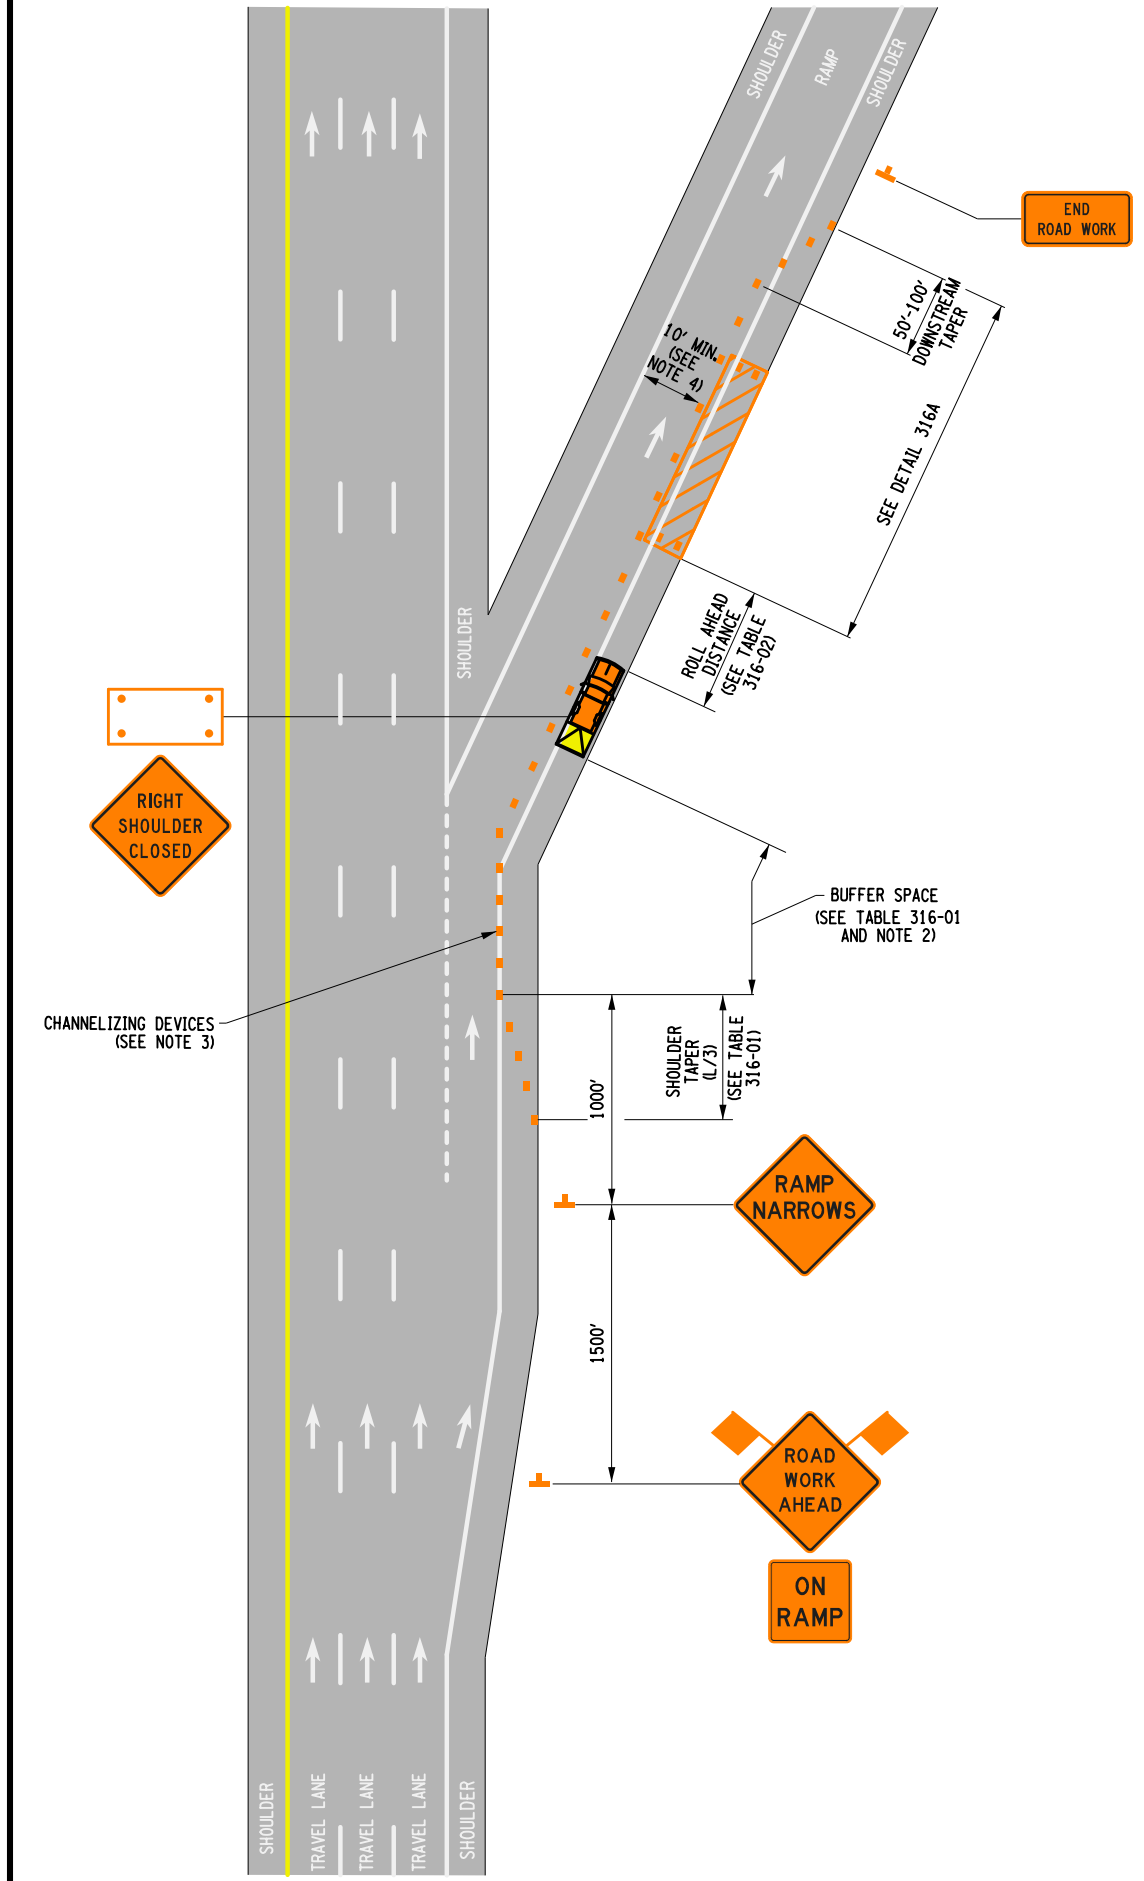 SHOULDER
RAMP
SHOULDER
END
ROAD WORK
50'-100'
DOWNSTREAM
TAPER
10' MIN.
(SEE
NOTE 4)
SEE DETAIL 316A
SHOULDER
ROLL AHEAD
DISTANCE
(SEE TABLE
316-02)
RIGHT
SHOULDER
CLOSED
BUFFER SPACE
(SEE TABLE 316-01
AND NOTE 2)
CHANNELIZING DEVICES
(SEE NOTE 3)
SHOULDER
TAPER
(L/3)
(SEE TABLE
316-01)
1000'
RAMP
NARROWS
1500'
ROAD
WORK
AHEAD
ON
RAMP
SHOULDER
TRAVEL LANE
TRAVEL LANE
TRAVEL LANE
SHOULDER